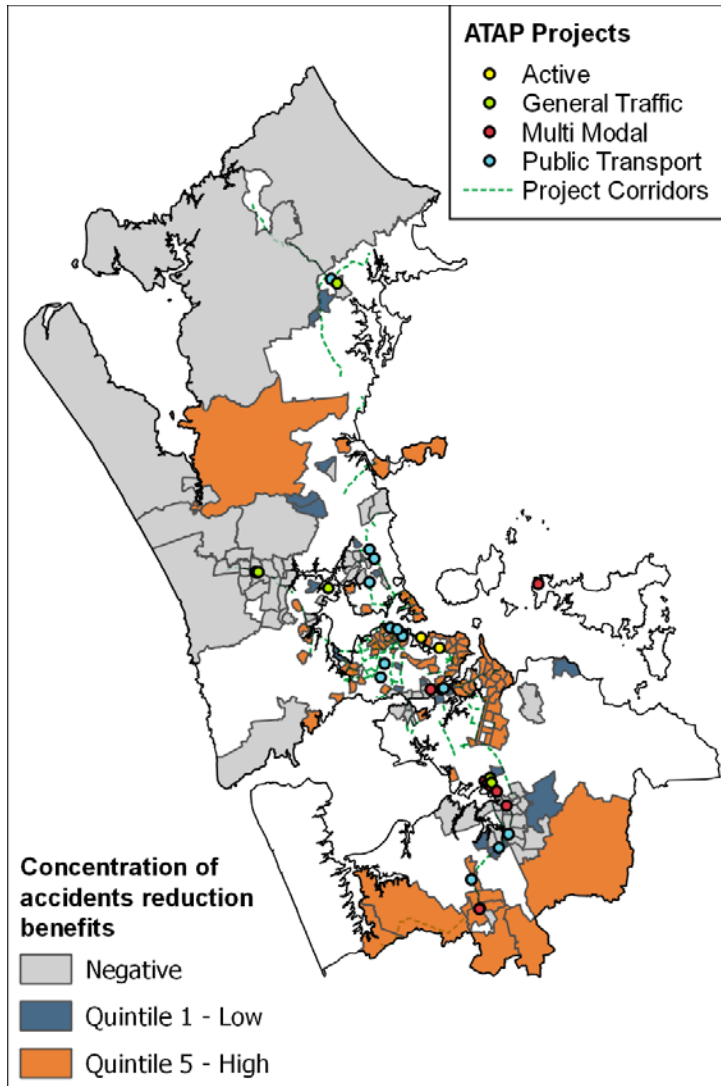 ATAP Projects
Active
General Traffic
Multi Modal
Public Transport
Project Corridors
Concentration of
accidents reduction
benefits
Negative
Quintile 1 - Low
Quintile 5 - High